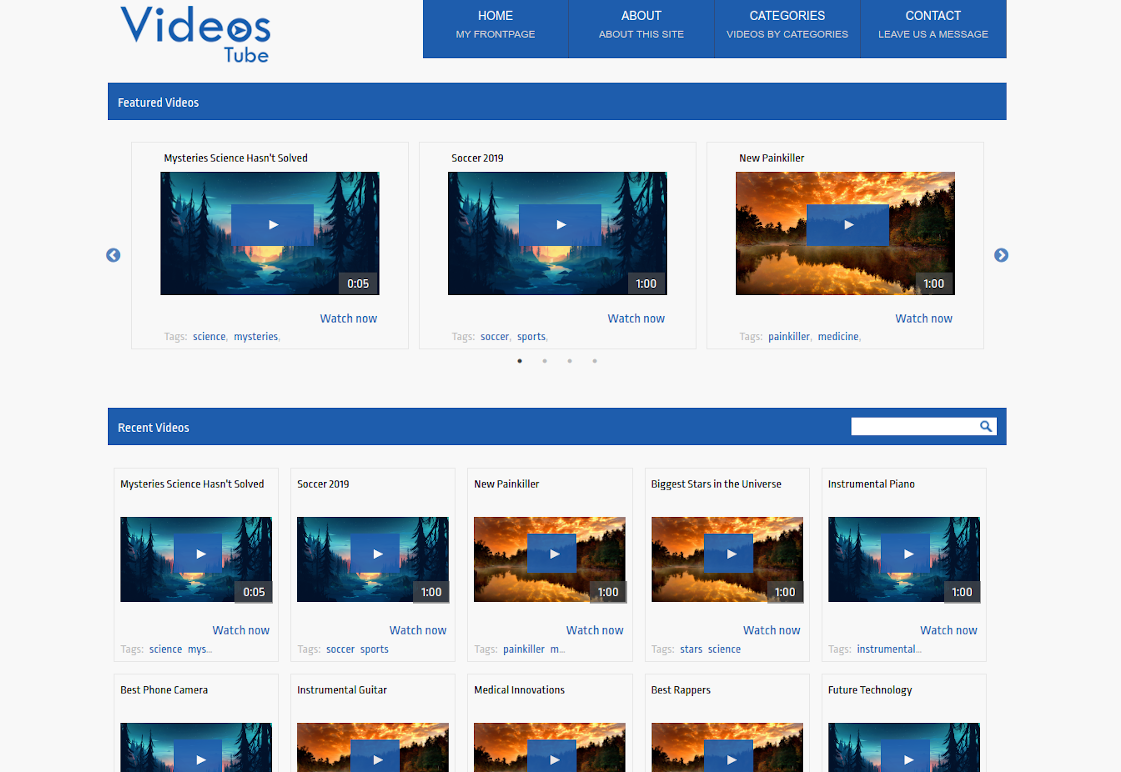 Videos
Tube
HOME
MY FRONTPAGE
ABOUT
ABOUT THIS SITE
CATEGORIES
VIDEOS BY CATEGORIES
CONTACT
LEAVE US A MESSAGE
Featured Videos
Mysteries Science Hasn't Solved
0:05
Watch now
Tags: science, mysteries,
Soccer 2019
1:00
Watch now
Tags: soccer, sports,
New Painkiller
1:00
Watch now
Tags: painkiller, medicine,
Recent Videos
Mysteries Science Hasn't Solved
0:05
Watch now
Tags: science mys...
Soccer 2019
1:00
Watch now
Tags: soccer sports
New Painkiller
1:00
Watch now
Tags: painkiller m...
Biggest Stars in the Universe
1:00
Watch now
Tags: stars science
Instrumental Piano
1:00
Watch now
Tags: instrumental...
Best Phone Camera
Instrumental Guitar
Medical Innovations
Best Rappers
Future Technology